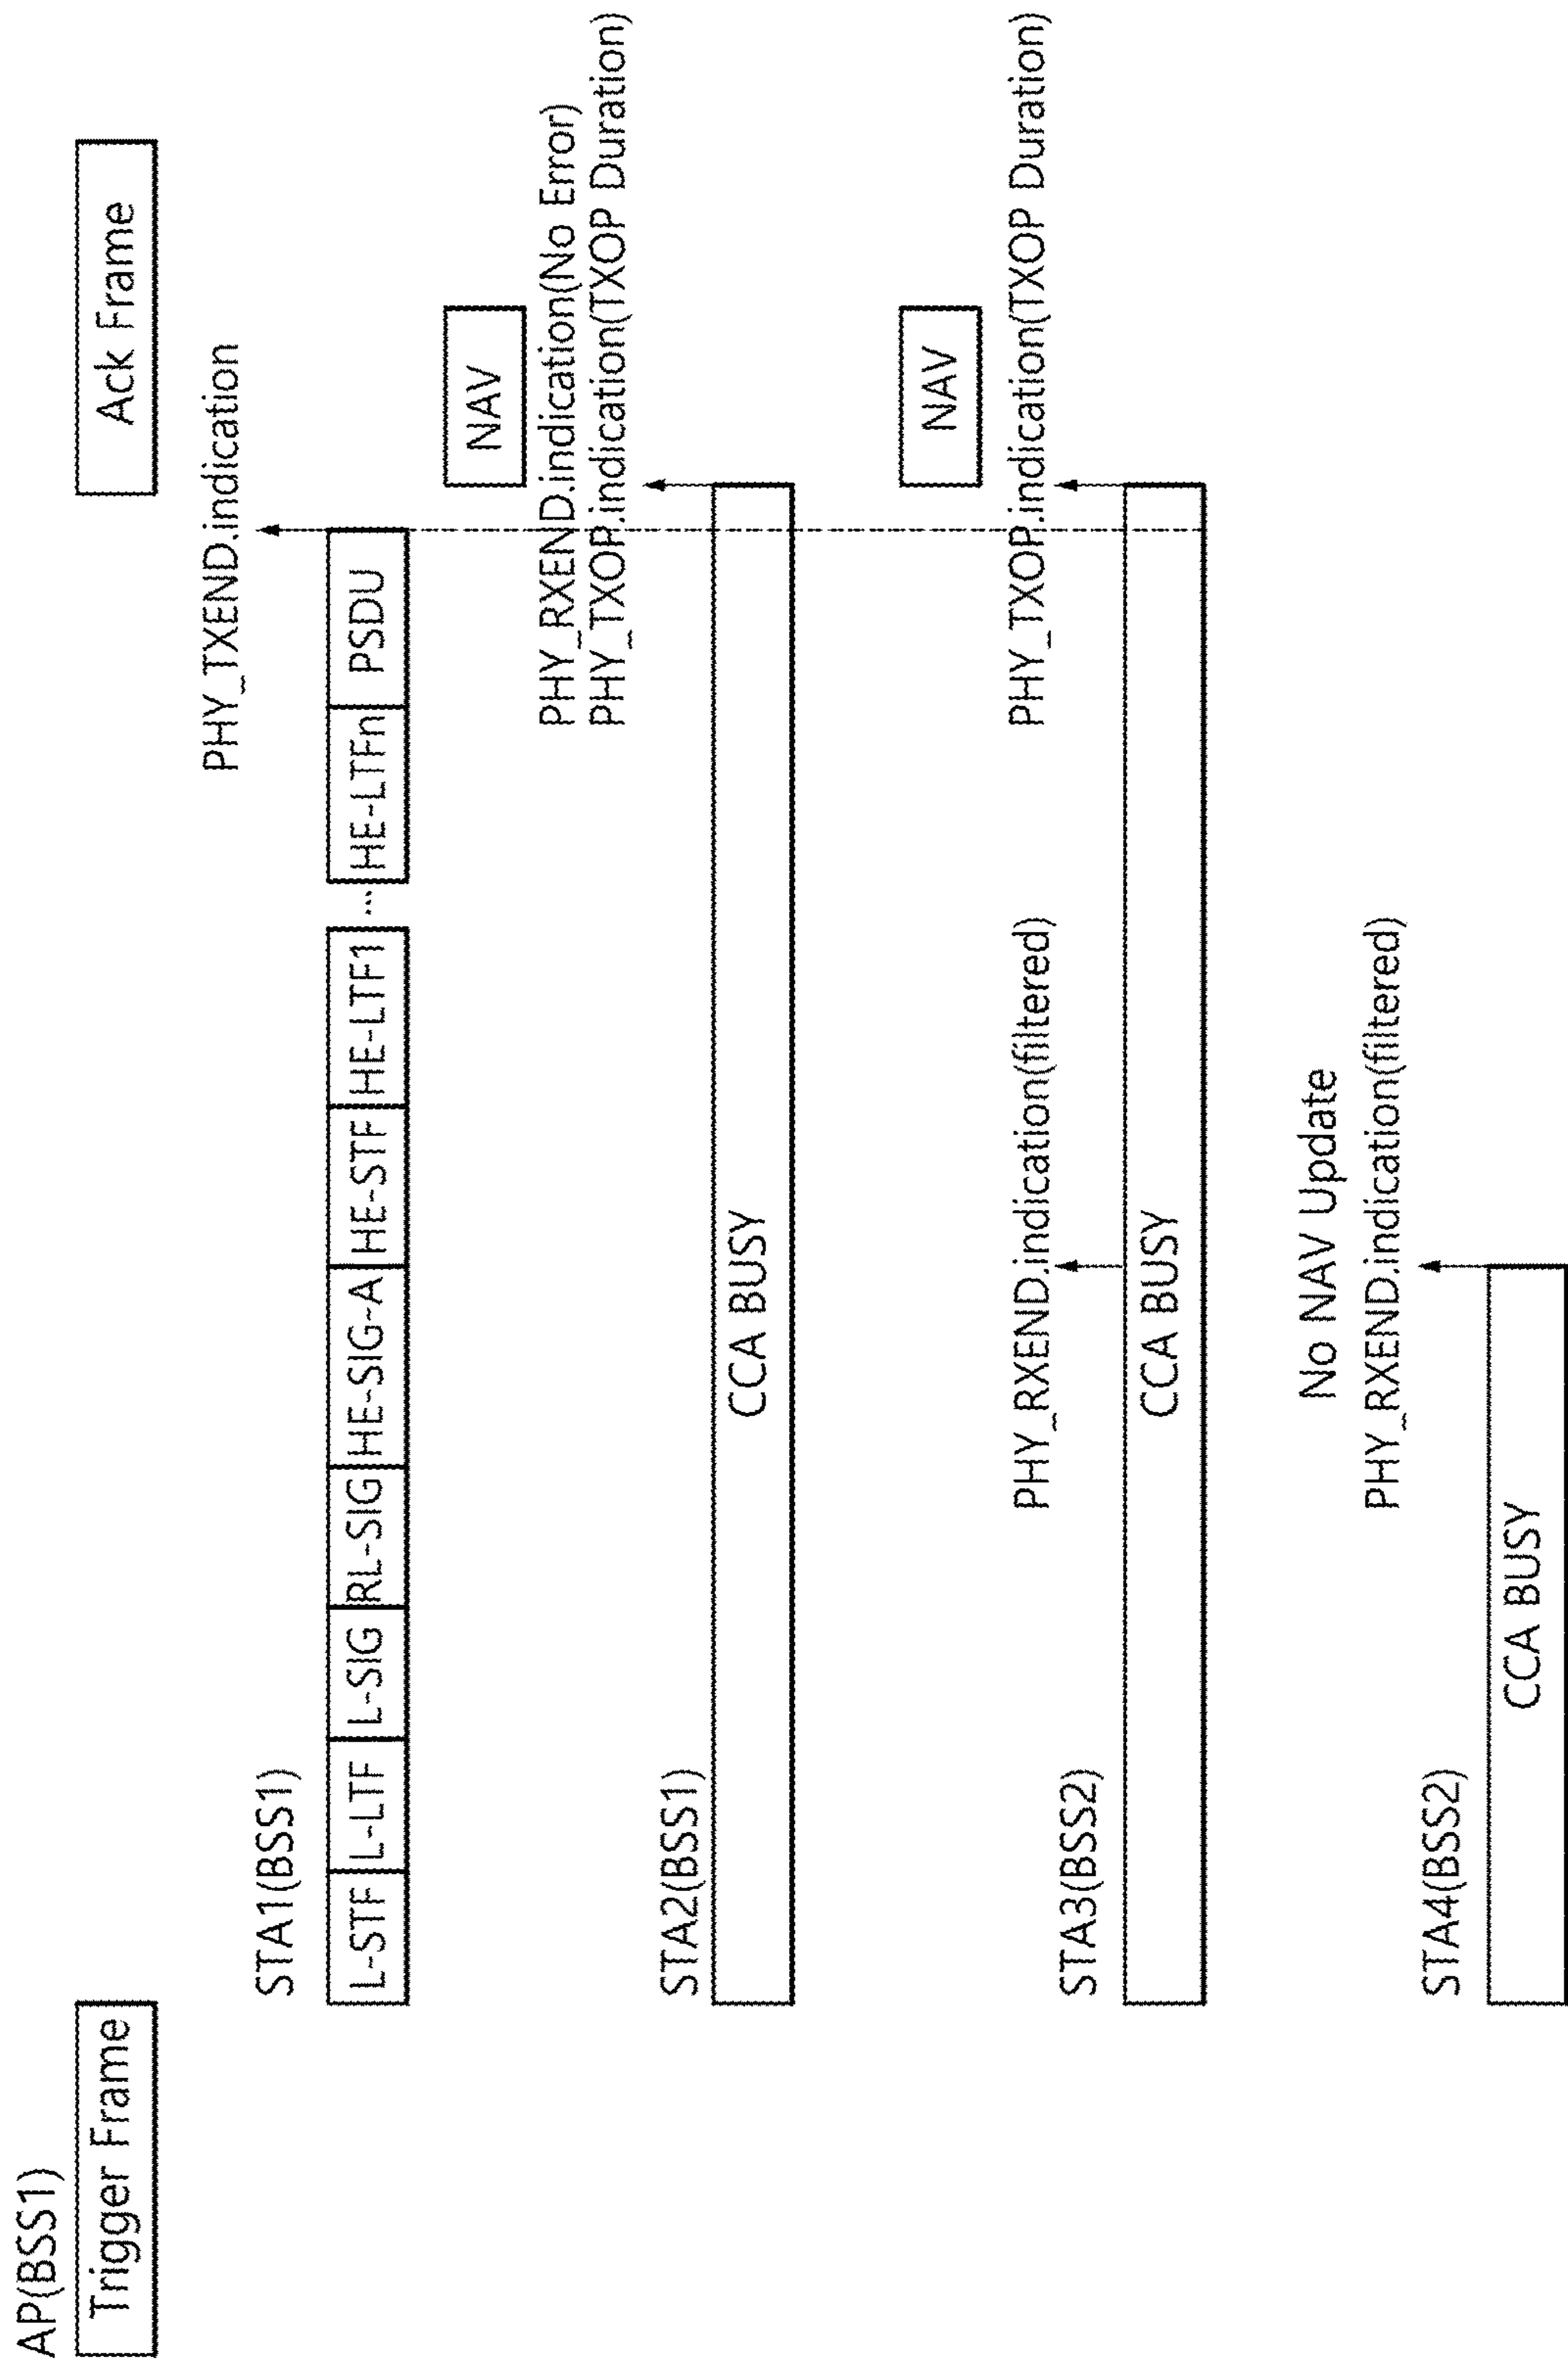 AP(BSS1)
Trigger Frame
Ack Frame
PHY_TXEND.indication
STA1(BSS1)
L-STF L-LTF L-SIG RL-SIG HE-SIG-A HE-STF HE-LTF1 ... HE-LTFn PSDU
NAV
PHY_RXEND.indication(No Error)
PHY_TXOP.indication(TXOP Duration)
STA2(BSS1)
CCA BUSY
NAV
PHY_RXEND.indication(filtered)
PHY_TXOP.indication(TXOP Duration)
STA3(BSS2)
CCA BUSY
No NAV Update
PHY_RXEND.indication(filtered)
STA4(BSS2)
CCA BUSY